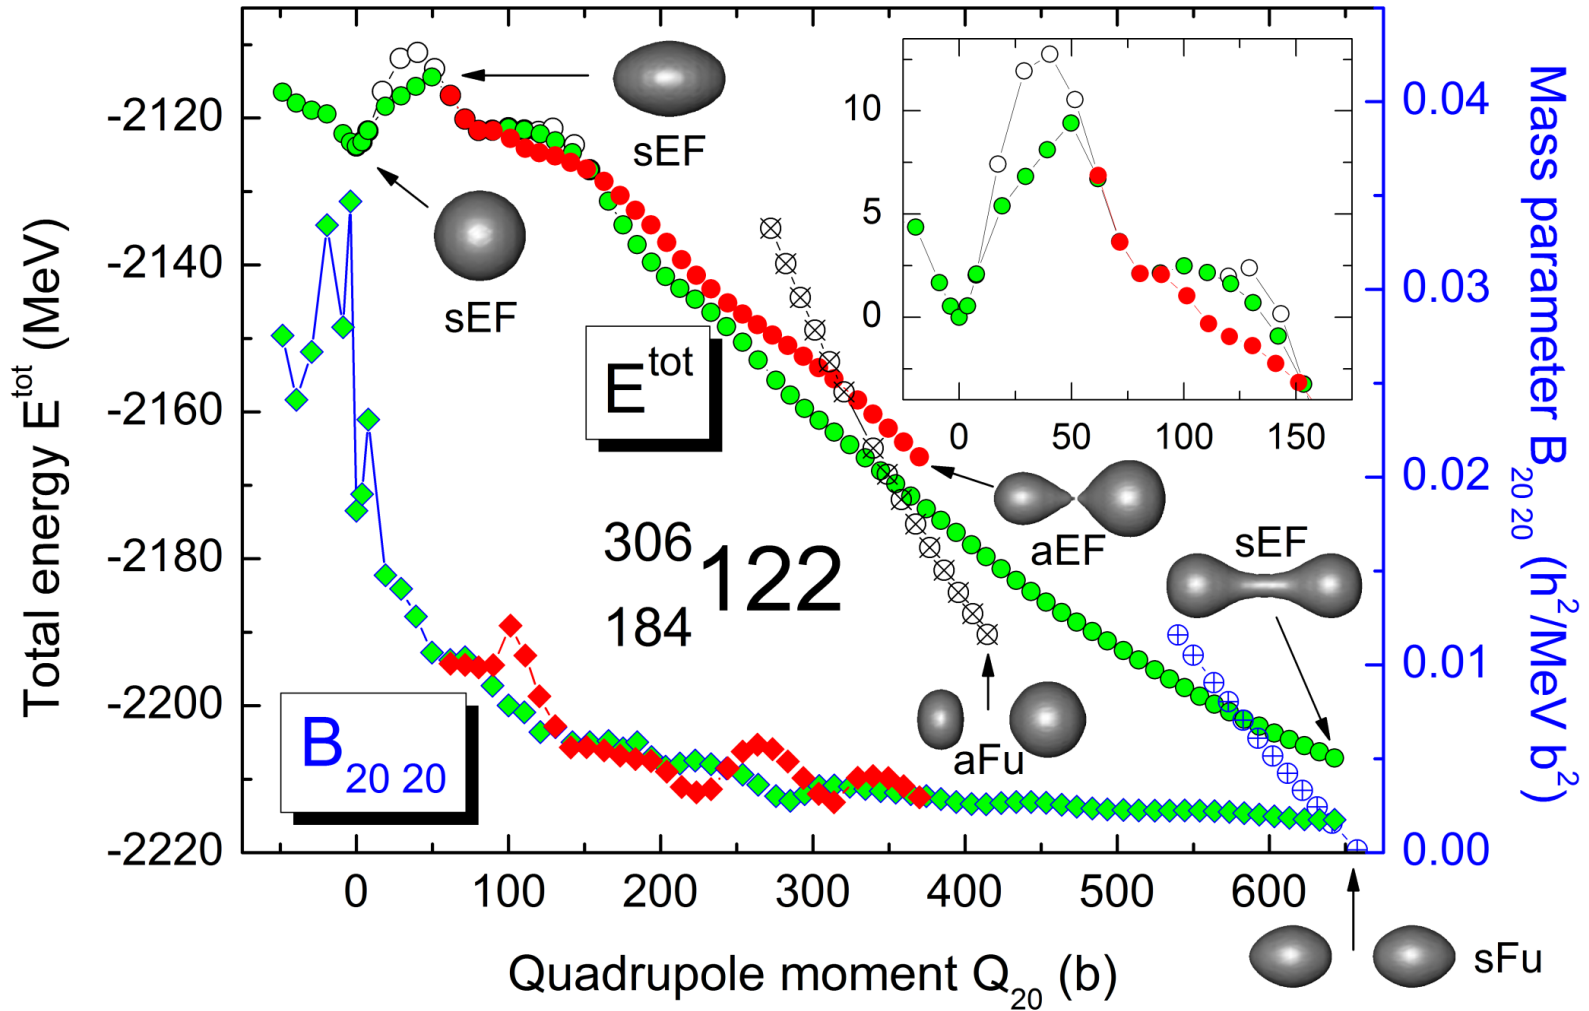 Total energy E^tot (MeV)
-2120
-2140
-2160
-2180
-2200
-2220
0
100
200
300
400
500
600
Quadrupole moment Q_20 (b)
0.04
0.03
0.02
0.01
0.00
Mass parameter B_20 20 (h^2/MeV b^2)
10
5
0
0
50
100
150
sEF
sEF
E^tot
306
122
184
aEF
sEF
aFu
B_20 20
sFu